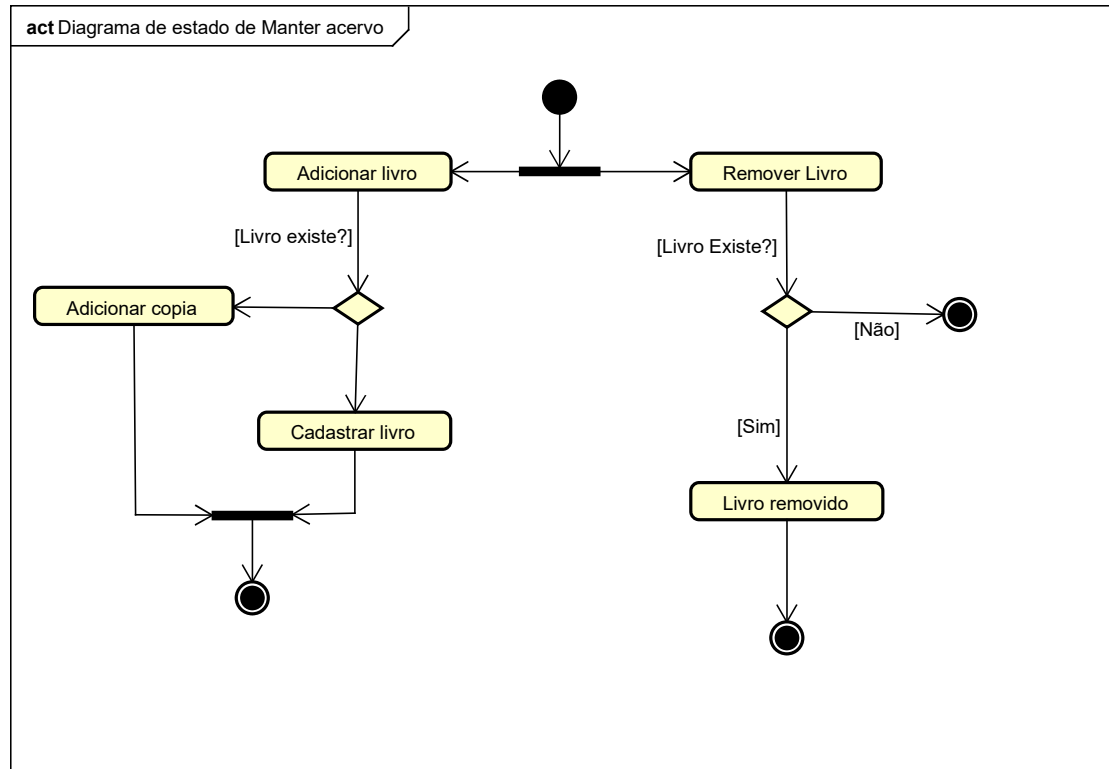 act Diagrama de estado de Manter acervo
Adicionar livro
Remover Livro
[Livro existe?]
[Livro Existe?]
Adicionar copia
[Não]
Cadastrar livro
[Sim]
Livro removido